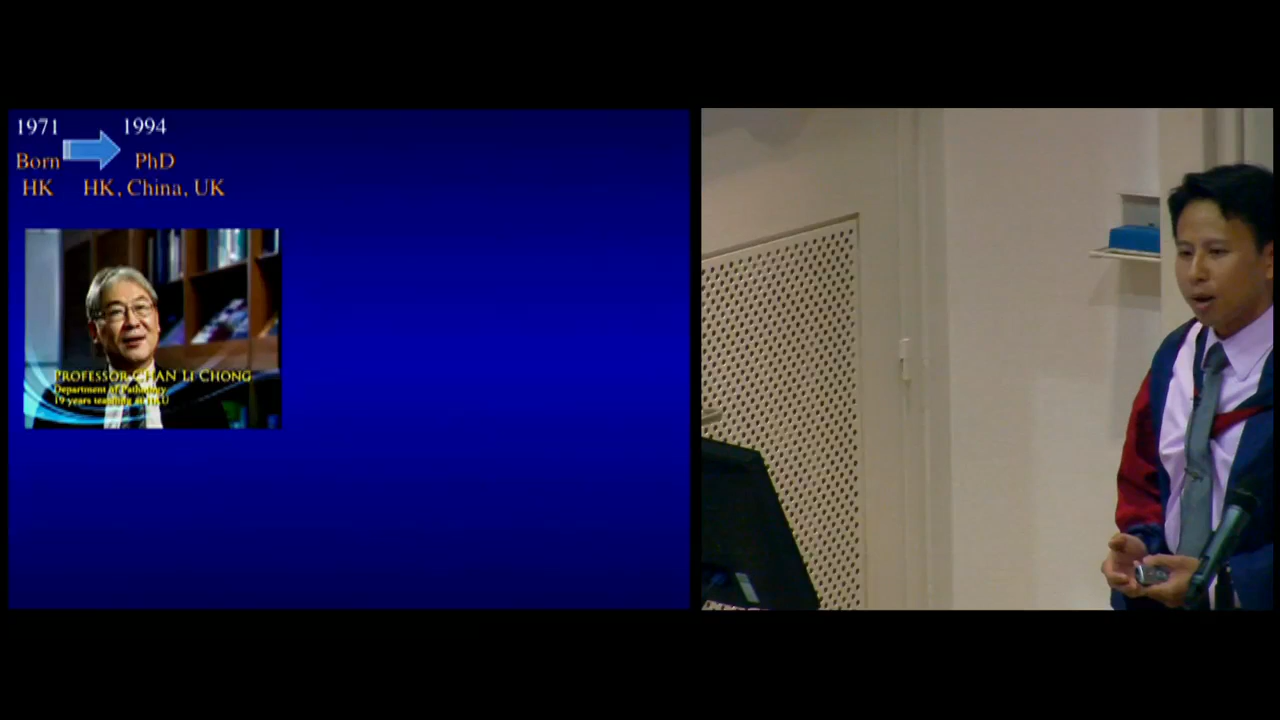 1971 1994
Born PhD
HK HK, China, UK
PROFESSOR CHAN LI CHONG
Department of Pathology
19 years teaching at HKU